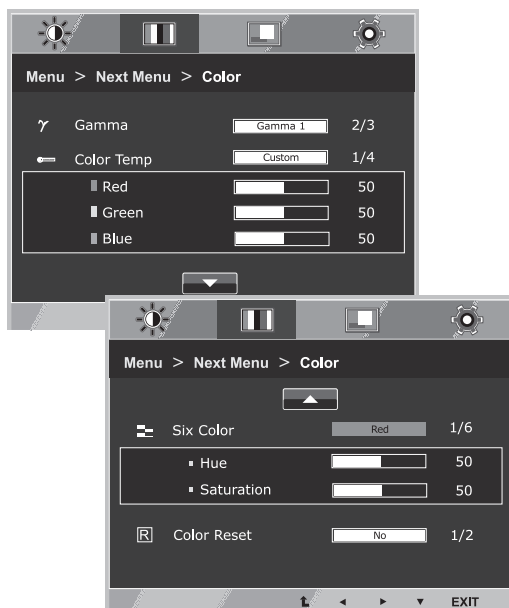 Menu > Next Menu > Color
γ Gamma Gamma 1 2/3
Color Temp Custom 1/4
Red 50
Green 50
Blue 50
Menu > Next Menu > Color
Six Color Red 1/6
Hue 50
Saturation 50
R Color Reset No 1/2
EXIT